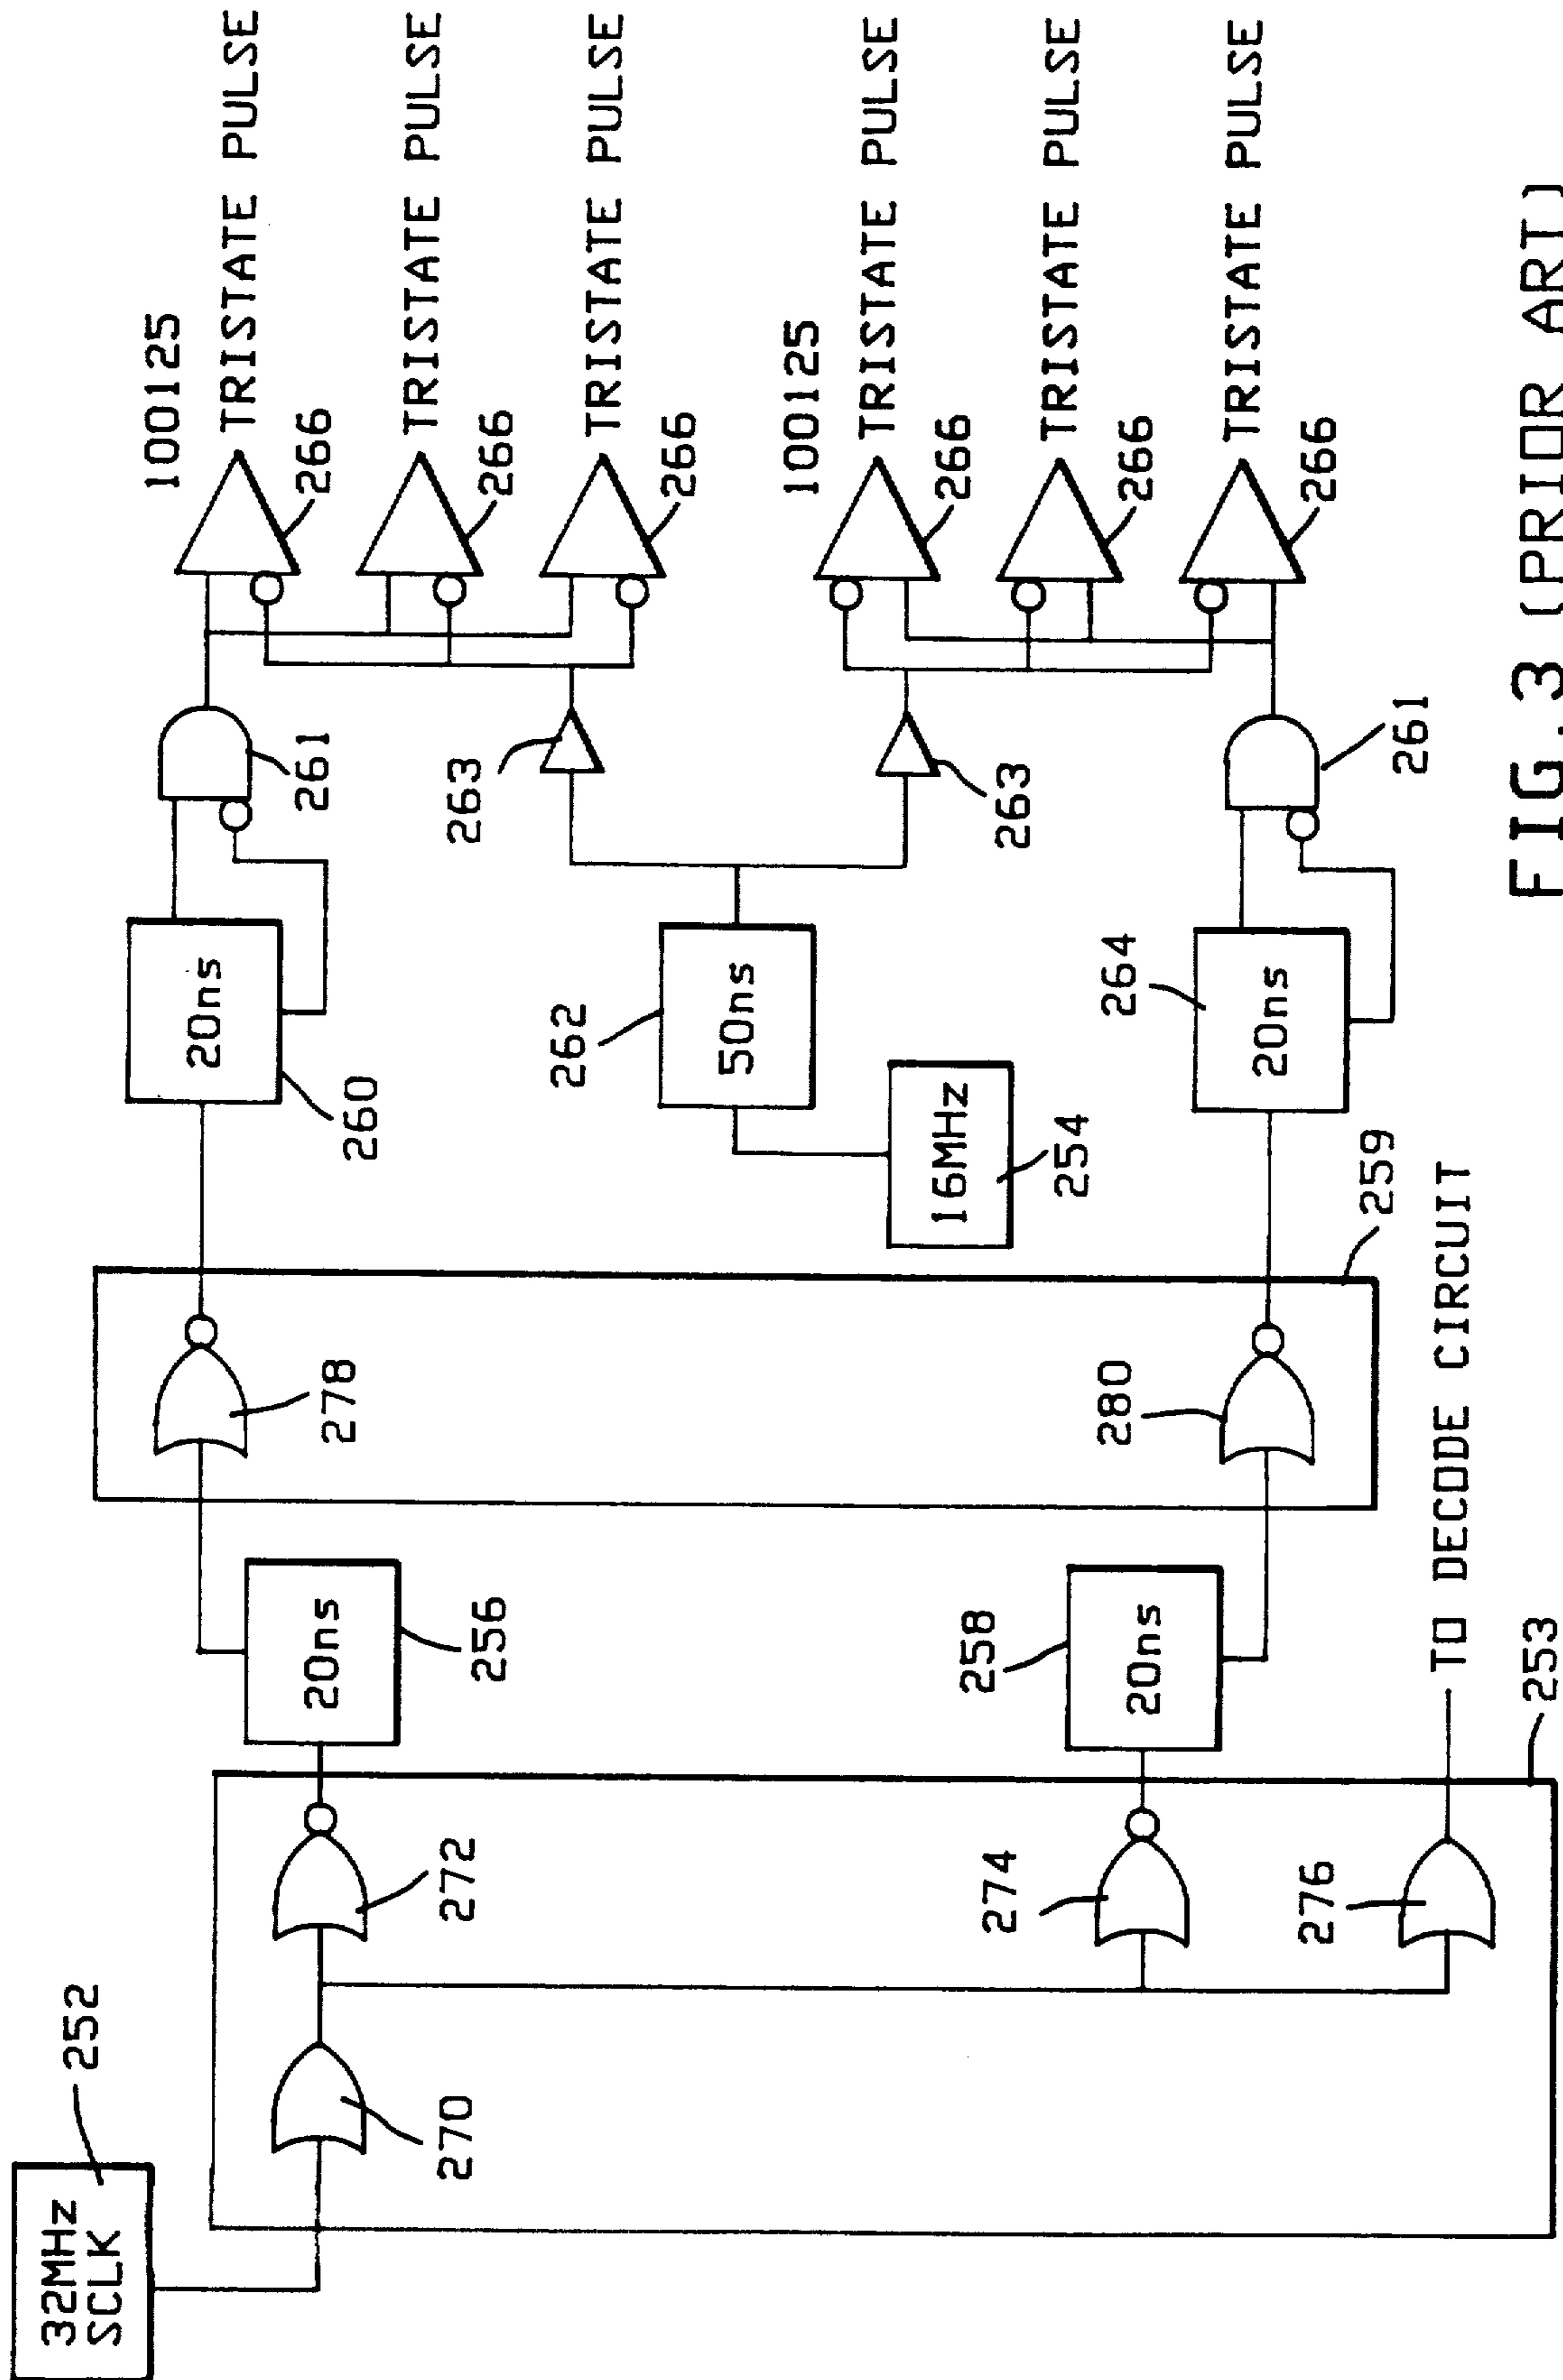 32MHz
SCLK
252
270
272
274
276
253
TO DECODE CIRCUIT
20ns
256
20ns
258
278
280
259
20ns
260
261
50ns
262
16MHz
254
263
263
20ns
264
261
100125
TRISTATE PULSE
266
TRISTATE PULSE
266
TRISTATE PULSE
266
100125
TRISTATE PULSE
266
TRISTATE PULSE
266
TRISTATE PULSE
266
FIG.3 (PRIOR ART)